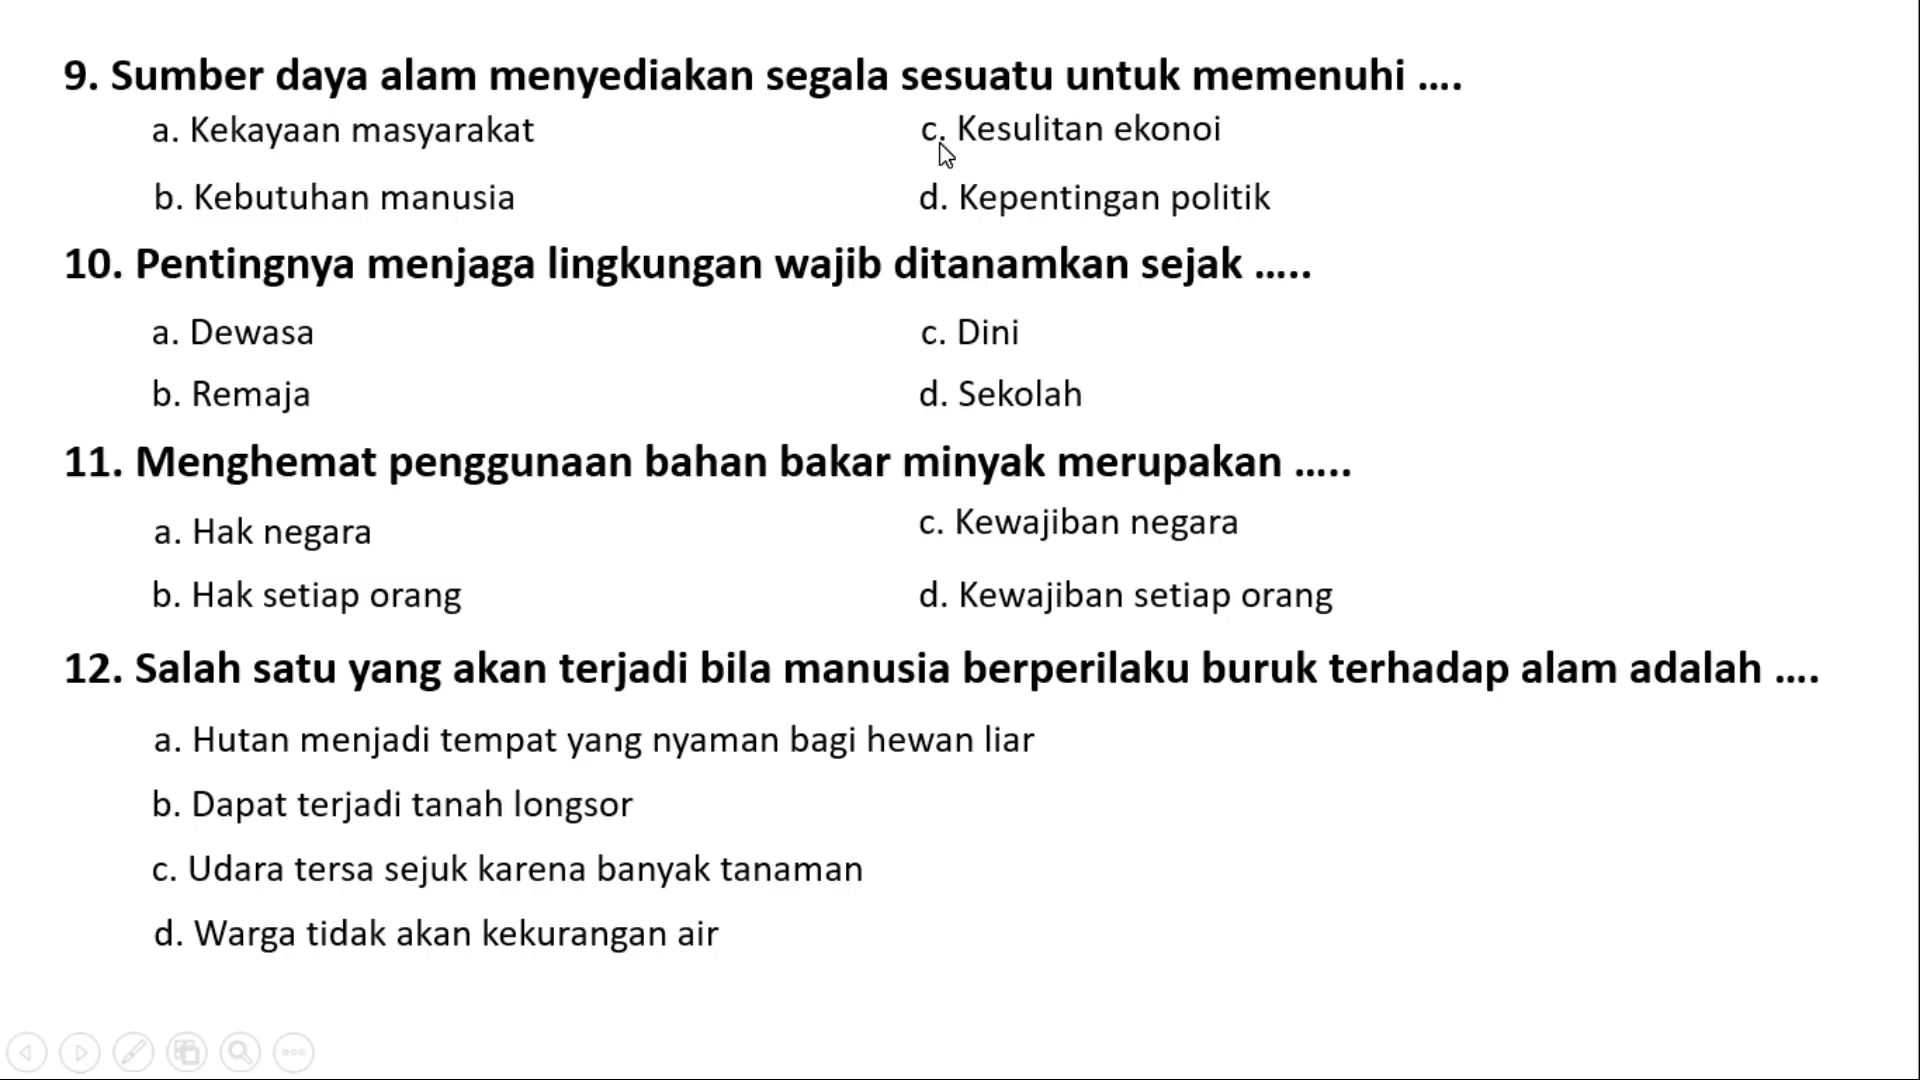 9. Sumber daya alam menyediakan segala sesuatu untuk memenuhi ....
a. Kekayaan masyarakat
c. Kesulitan ekonoi
b. Kebutuhan manusia
d. Kepentingan politik
10. Pentingnya menjaga lingkungan wajib ditanamkan sejak .....
a. Dewasa
c. Dini
b. Remaja
d. Sekolah
11. Menghemat penggunaan bahan bakar minyak merupakan .....
a. Hak negara
c. Kewajiban negara
b. Hak setiap orang
d. Kewajiban setiap orang
12. Salah satu yang akan terjadi bila manusia berperilaku buruk terhadap alam adalah ....
a. Hutan menjadi tempat yang nyaman bagi hewan liar
b. Dapat terjadi tanah longsor
c. Udara tersa sejuk karena banyak tanaman
d. Warga tidak akan kekurangan air